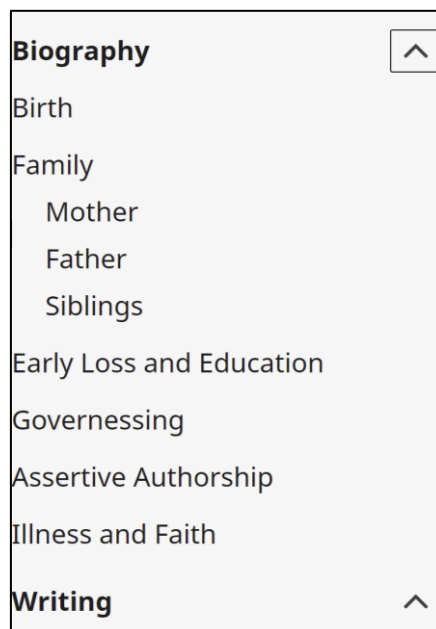 Biography
Birth
Family
Mother
Father
Siblings
Early Loss and Education
Governessing
Assertive Authorship
Illness and Faith
Writing